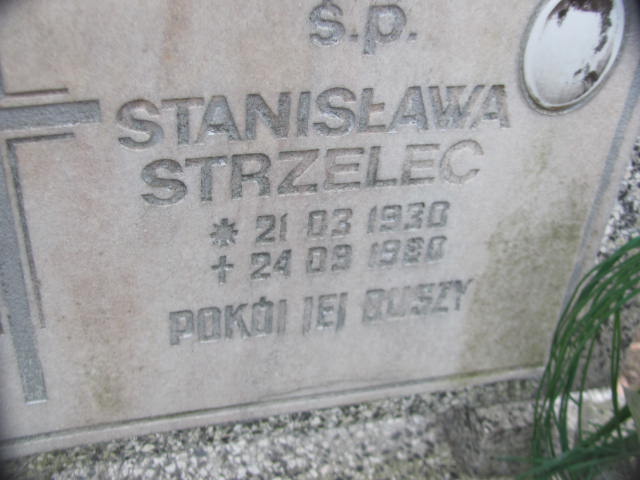 Ś.P.
STANISŁAWA
STRZELEC
* 21 03 1930
† 24 09 1980
POKÓJ JEJ DUSZY